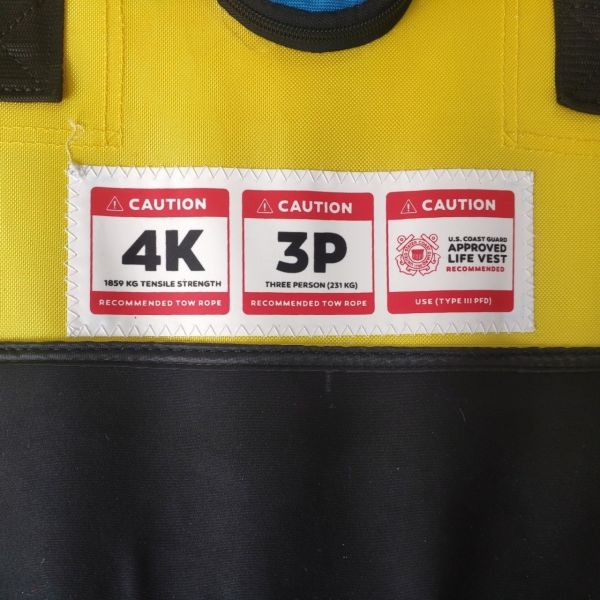 CAUTION
4K
1859 KG TENSILE STRENGTH
RECOMMENDED TOW ROPE
CAUTION
3P
THREE PERSON (231 KG)
RECOMMENDED TOW ROPE
CAUTION
U.S. COAST GUARD
APPROVED
LIFE VEST
RECOMMENDED
USE (TYPE III PFD)